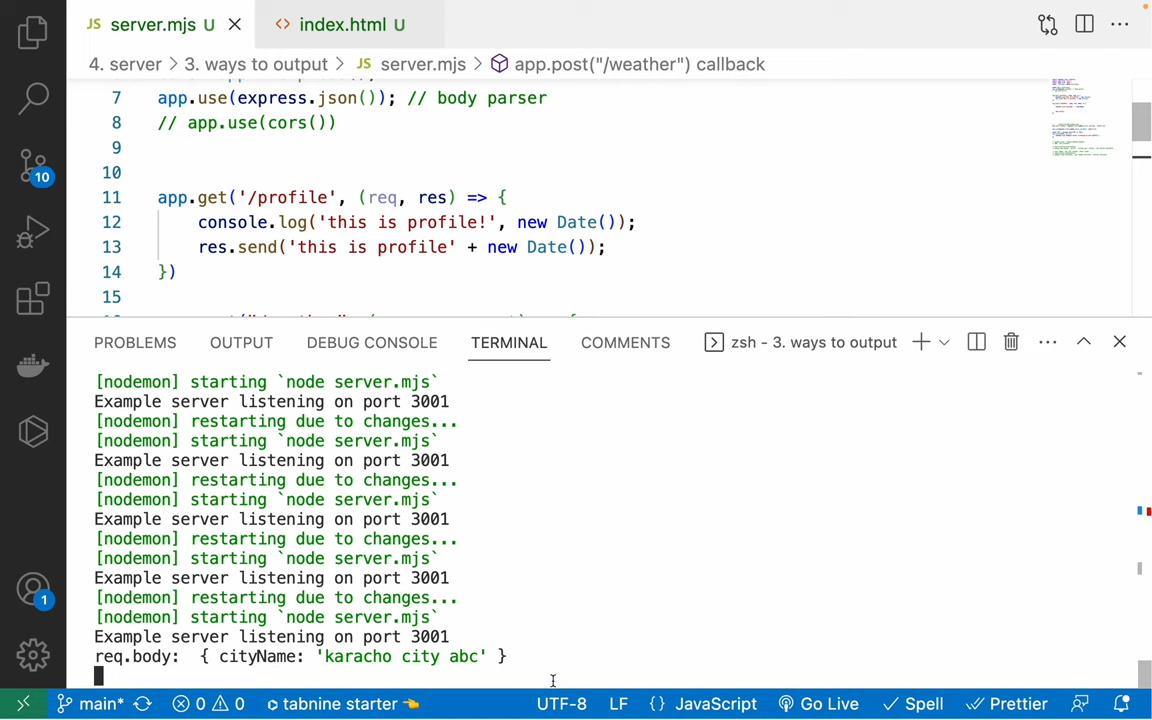 JS server.mjs U
<> index.html U
4. server > 3. ways to output > JS server.mjs > app.post("/weather") callback
7 app.use(express.json()); // body parser
8 // app.use(cors())
9
10
11 app.get('/profile', (req, res) => {
12 console.log('this is profile!', new Date());
13 res.send('this is profile' + new Date());
14 })
15
10
PROBLEMS OUTPUT DEBUG CONSOLE TERMINAL COMMENTS zsh - 3. ways to output
[nodemon] starting `node server.mjs`
Example server listening on port 3001
[nodemon] restarting due to changes...
[nodemon] starting `node server.mjs`
Example server listening on port 3001
[nodemon] restarting due to changes...
[nodemon] starting `node server.mjs`
Example server listening on port 3001
[nodemon] restarting due to changes...
[nodemon] starting `node server.mjs`
Example server listening on port 3001
[nodemon] restarting due to changes...
[nodemon] starting `node server.mjs`
Example server listening on port 3001
req.body:  { cityName: 'karacho city abc' }
1
main* 0 0 tabnine starter UTF-8 LF {} JavaScript Go Live Spell Prettier